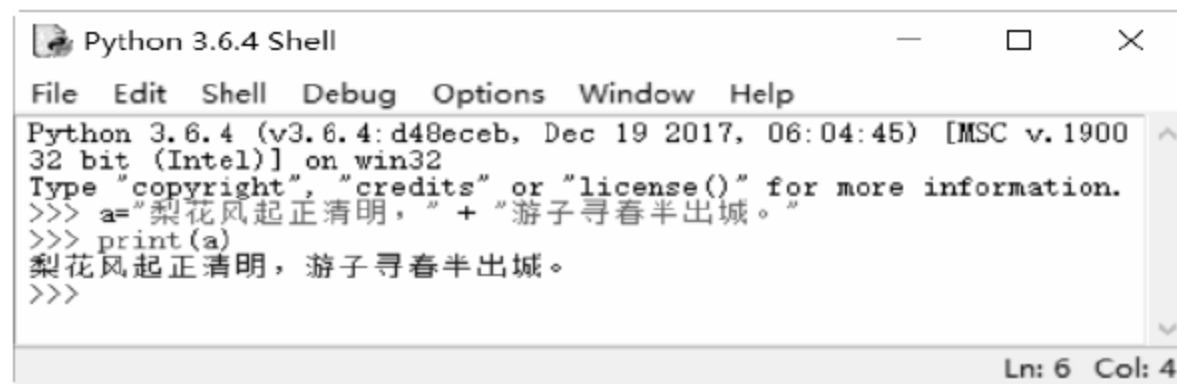 Python 3.6.4 Shell
File Edit Shell Debug Options Window Help
Python 3.6.4 (v3.6.4:d48eceb, Dec 19 2017, 06:04:45) [MSC v.1900
32 bit (Intel)] on win32
Type "copyright", "credits" or "license()" for more information.
>>> a="梨花风起正清明，" + "游子寻春半出城。"
>>> print(a)
梨花风起正清明，游子寻春半出城。
>>>
Ln: 6 Col: 4